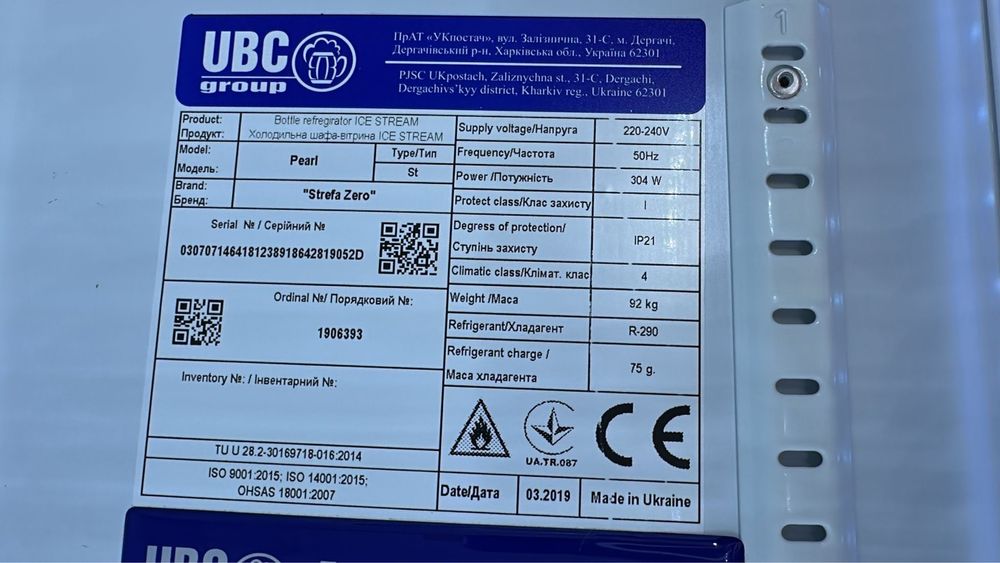 UBC
group
ПрАТ «УКпостач», вул. Залізнична, 31-С, м. Дергачі,
Дергачівський р-н, Харківська обл., Україна 62301
PJSC UKpostach, Zaliznychna st., 31-C, Dergachi,
Dergachivs'kyy district, Kharkiv reg., Ukraine 62301
1
Product: Bottle refregirator ICE STREAM
Продукт: Холодильна шафа-вітрина ICE STREAM
Model:
Модель: Pearl
Type/Тип
St
Brand:
Бренд: "Strefa Zero"
Serial № / Серійний №
030707146418123891864281905​2D
Ordinal №/ Порядковий №:
1906393
Inventory №: / Інвентарний №:
TU U 28.2-30169718-016:2014
ISO 9001:2015; ISO 14001:2015;
OHSAS 18001:2007
Supply voltage/Напруга 220-240V
Frequency/Частота 50Hz
Power /Потужність 304 W
Protect class/Клас захисту I
Degress of protection/
Ступінь захисту IP21
Climatic class/Клімат. клас 4
Weight /Маса 92 kg
Refrigerant/Хладагент R-290
Refrigerant charge /
Маса хладагента 75 g.
UA.TR.087
CE
Date/Дата 03.2019 Made in Ukraine
UBC